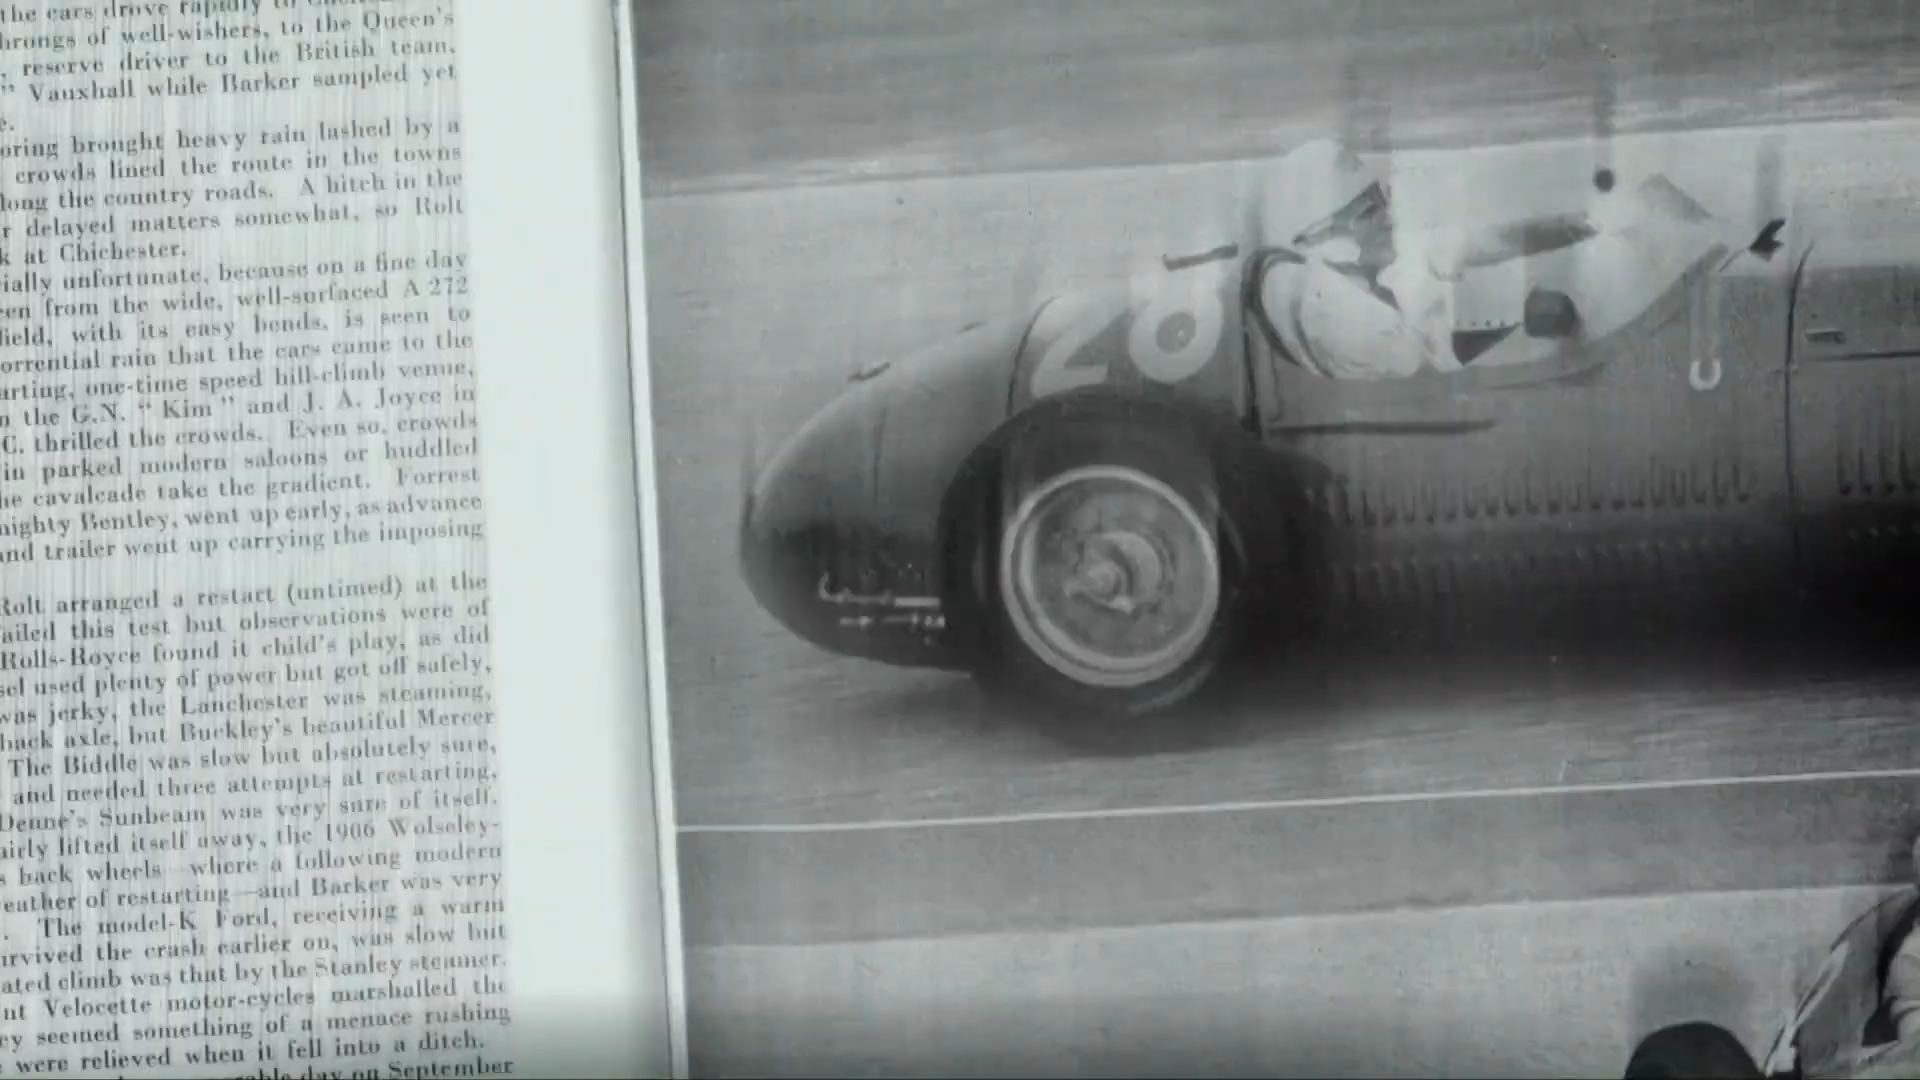 the cars drove rapidly to
hrongs of well-wishers, to the Queen's
, reserve driver to the British team,
" Vauxhall while Barker sampled yet
e.
oring brought heavy rain lashed by a
crowds lined the route in the towns
long the country roads. A hitch in the
r delayed matters somewhat, so Rolt
k at Chichester.
ially unfortunate, because on a fine day
en from the wide, well-surfaced A 272
field, with its easy bends, is seen to
orrential rain that the cars came to the
arting, one-time speed hill-climb venue,
n the G.N. "Kim" and J. A. Joyce in
C. thrilled the crowds. Even so, crowds
in parked modern saloons or huddled
he cavalcade take the gradient. Forrest
mighty Bentley, went up early, as advance
and trailer went up carrying the imposing
Rolt arranged a restart (untimed) at the
ailed this test but observations were of
Rolls-Royce found it child's play, as did
sel used plenty of power but got off safely,
was jerky, the Lanchester was steaming,
back axle, but Buckley's beautiful Mercer
The Biddle was slow but absolutely sure,
and needed three attempts at restarting,
Denne's Sunbeam was very sure of itself.
airly lifted itself away, the 1906 Wolseley-
s back wheels—where a following modern
eather of restarting—and Barker was very
. The model-K Ford, receiving a warm
urvived the crash earlier on, was slow but
ated climb was that by the Stanley steamer.
nt Velocette motor-cycles marshalled the
ey seemed something of a menace rushing
were relieved when it fell into a ditch.
day on September
28